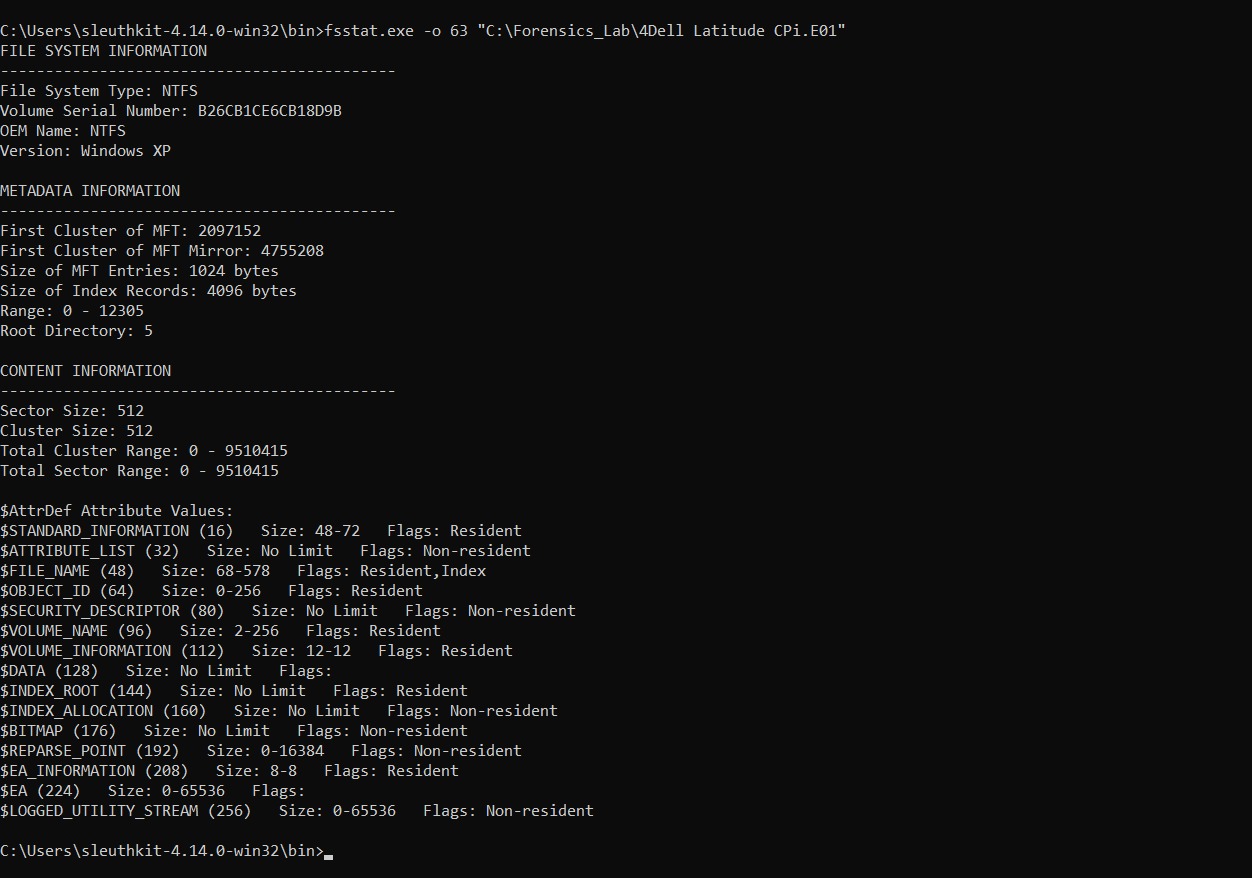 C:\Users\sleuthkit-4.14.0-win32\bin>fsstat.exe -o 63 "C:\Forensics_Lab\4Dell Latitude CPi.E01"
FILE SYSTEM INFORMATION
--------------------------------------------
File System Type: NTFS
Volume Serial Number: B26CB1CE6CB18D9B
OEM Name: NTFS
Version: Windows XP

METADATA INFORMATION
--------------------------------------------
First Cluster of MFT: 2097152
First Cluster of MFT Mirror: 4755208
Size of MFT Entries: 1024 bytes
Size of Index Records: 4096 bytes
Range: 0 - 12305
Root Directory: 5

CONTENT INFORMATION
--------------------------------------------
Sector Size: 512
Cluster Size: 512
Total Cluster Range: 0 - 9510415
Total Sector Range: 0 - 9510415

$AttrDef Attribute Values:
$STANDARD_INFORMATION (16)   Size: 48-72   Flags: Resident
$ATTRIBUTE_LIST (32)   Size: No Limit   Flags: Non-resident
$FILE_NAME (48)   Size: 68-578   Flags: Resident,Index
$OBJECT_ID (64)   Size: 0-256   Flags: Resident
$SECURITY_DESCRIPTOR (80)   Size: No Limit   Flags: Non-resident
$VOLUME_NAME (96)   Size: 2-256   Flags: Resident
$VOLUME_INFORMATION (112)   Size: 12-12   Flags: Resident
$DATA (128)   Size: No Limit   Flags:
$INDEX_ROOT (144)   Size: No Limit   Flags: Resident
$INDEX_ALLOCATION (160)   Size: No Limit   Flags: Non-resident
$BITMAP (176)   Size: No Limit   Flags: Non-resident
$REPARSE_POINT (192)   Size: 0-16384   Flags: Non-resident
$EA_INFORMATION (208)   Size: 8-8   Flags: Resident
$EA (224)   Size: 0-65536   Flags:
$LOGGED_UTILITY_STREAM (256)   Size: 0-65536   Flags: Non-resident

C:\Users\sleuthkit-4.14.0-win32\bin>